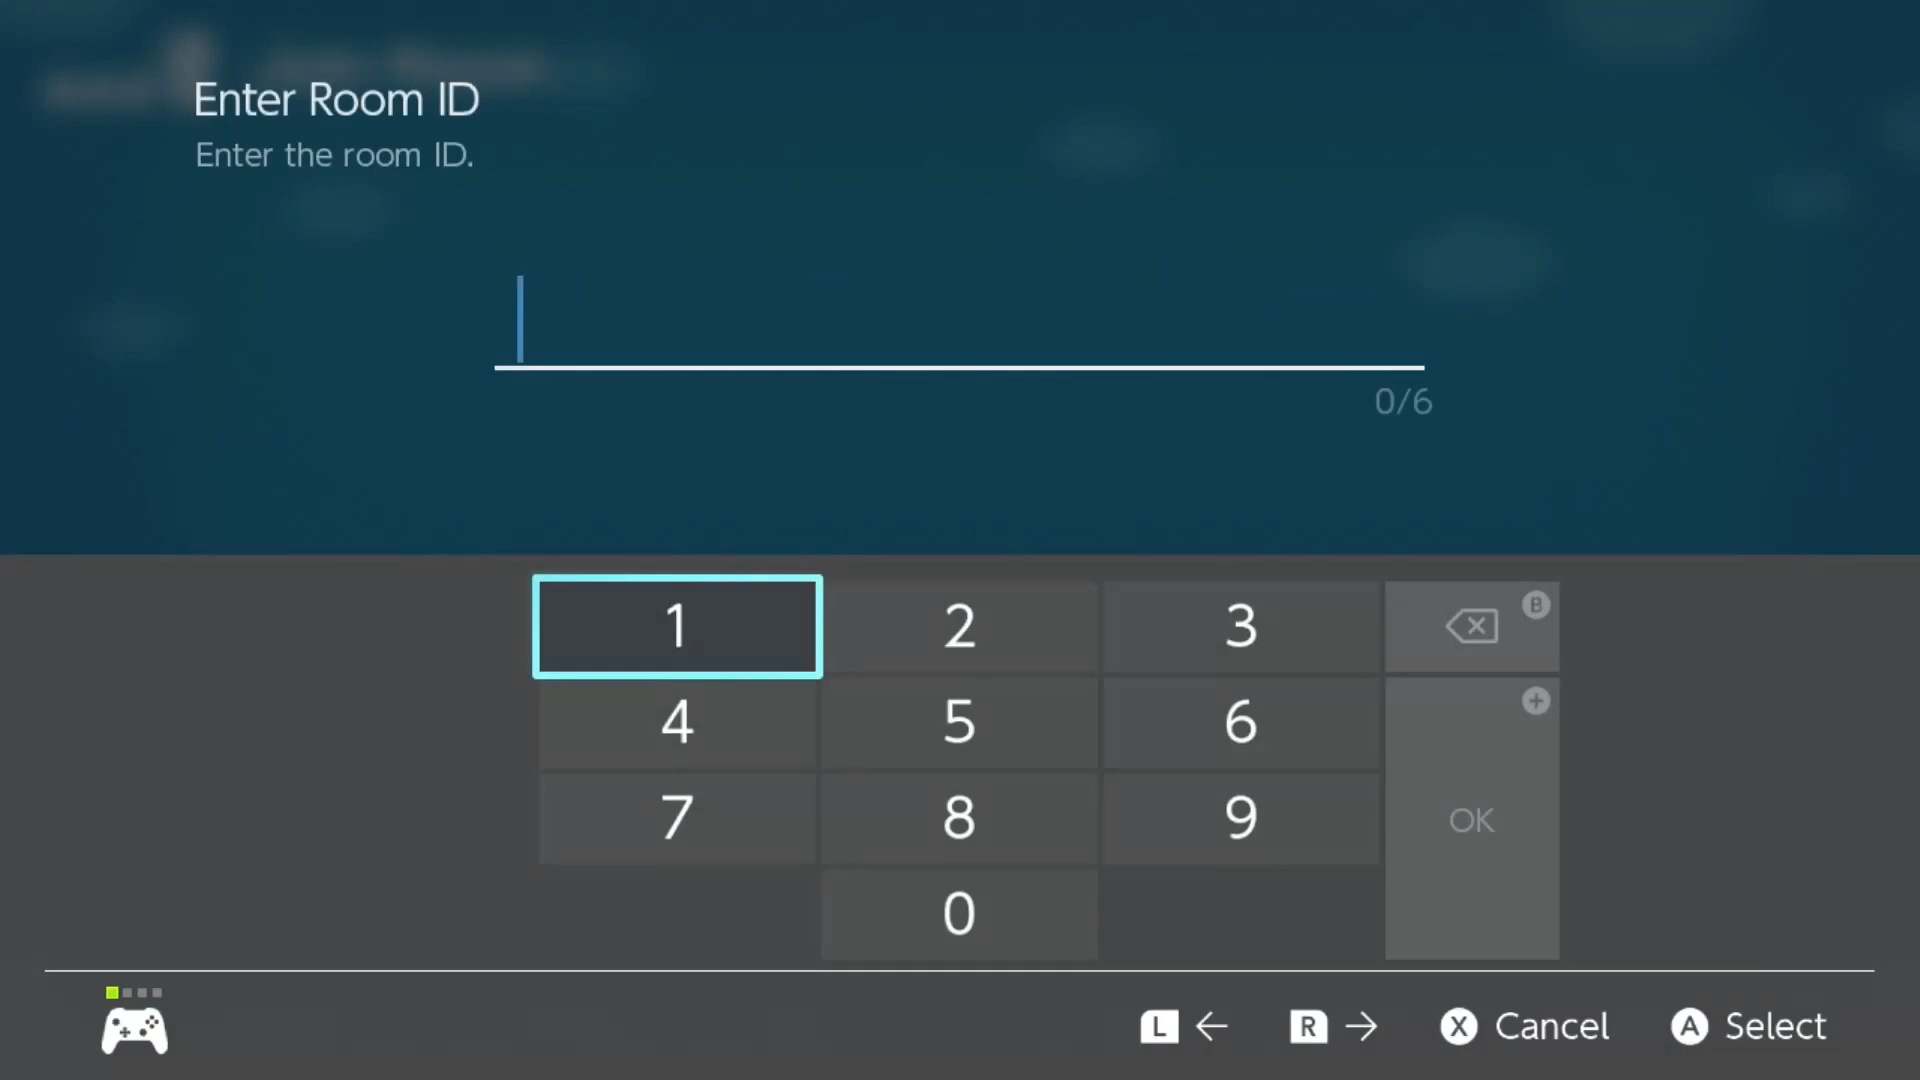 Enter Room ID
Enter the room ID.
0/6
1 2 3 B
4 5 6 +
7 8 9 OK
0
L ← R → X Cancel A Select